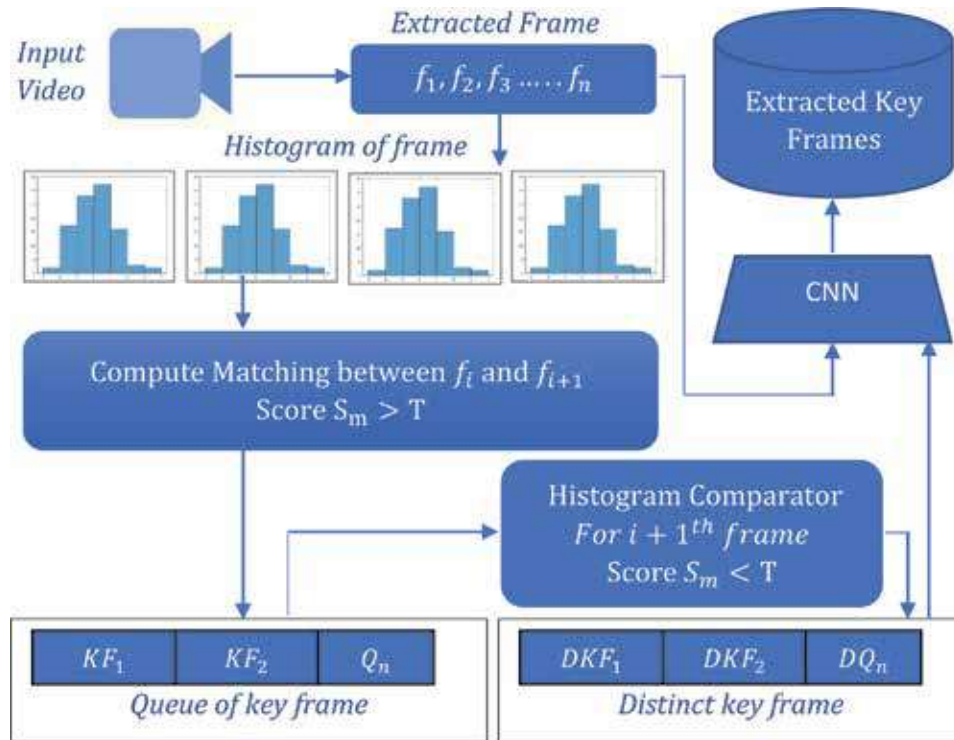 Input
Video
Extracted Frame
f₁, f₂, f₃ ..... fₙ
Extracted Key
Frames
Histogram of frame
CNN
Compute Matching between fᵢ and fᵢ₊₁
Score Sₘ > T
Histogram Comparator
For i + 1ᵗʰ frame
Score Sₘ < T
KF₁ KF₂ Qₙ
Queue of key frame
DKF₁ DKF₂ DQₙ
Distinct key frame